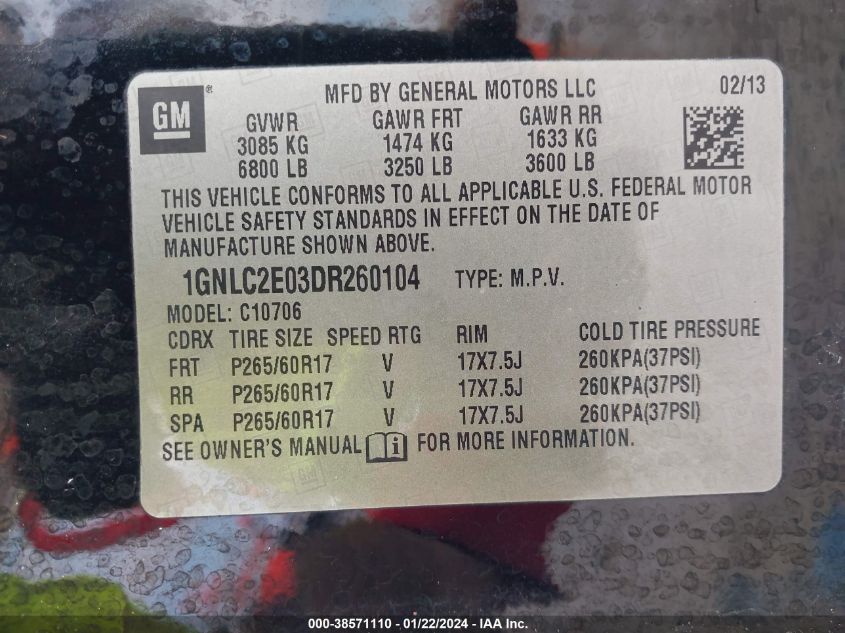 GM ®
MFD BY GENERAL MOTORS LLC 02/13
GVWR GAWR FRT GAWR RR
3085 KG 1474 KG 1633 KG
6800 LB 3250 LB 3600 LB
THIS VEHICLE CONFORMS TO ALL APPLICABLE U.S. FEDERAL MOTOR
VEHICLE SAFETY STANDARDS IN EFFECT ON THE DATE OF
MANUFACTURE SHOWN ABOVE.
1GNLC2E03DR260104 TYPE: M.P.V.
MODEL: C10706
CDRX TIRE SIZE SPEED RTG RIM COLD TIRE PRESSURE
FRT P265/60R17 V 17X7.5J 260KPA(37PSI)
RR P265/60R17 V 17X7.5J 260KPA(37PSI)
SPA P265/60R17 V 17X7.5J 260KPA(37PSI)
SEE OWNER'S MANUAL i FOR MORE INFORMATION.
000-38571110 - 01/22/2024 - IAA Inc.